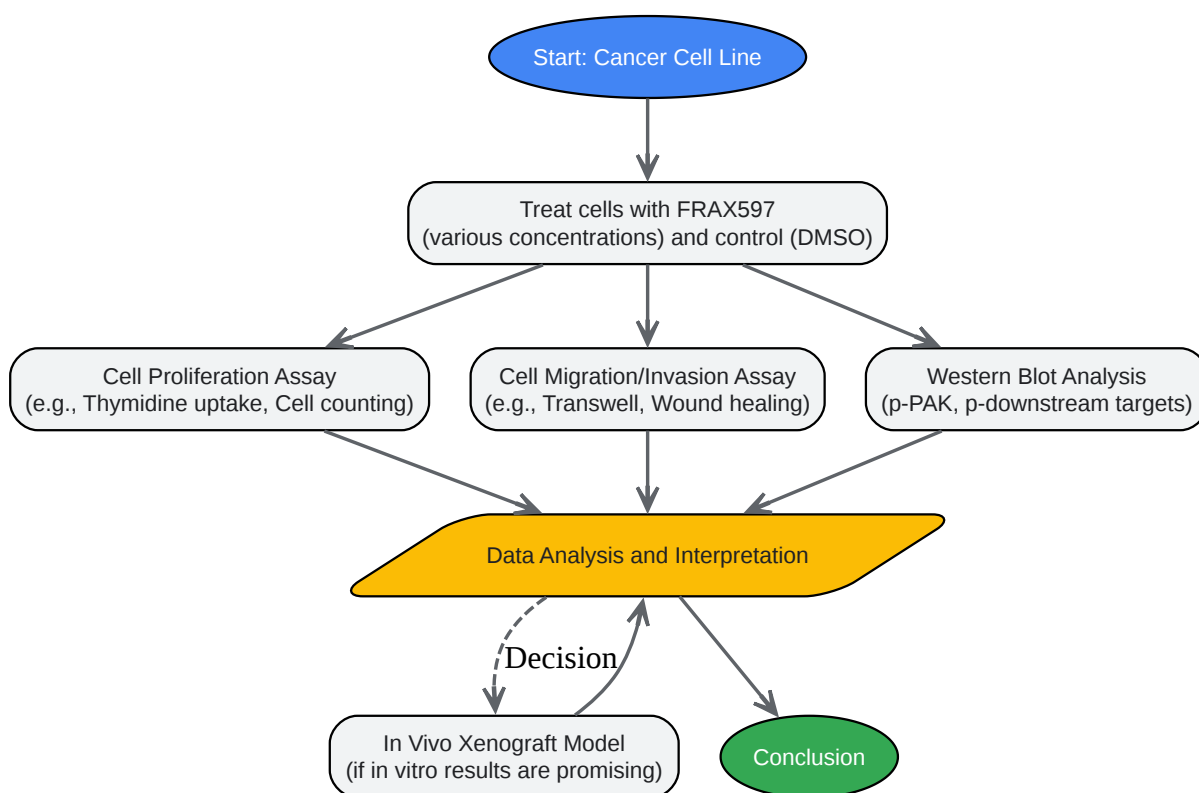 Start: Cancer Cell Line
Treat cells with FRAX597
(various concentrations) and control (DMSO)
Cell Proliferation Assay
(e.g., Thymidine uptake, Cell counting)
Cell Migration/Invasion Assay
(e.g., Transwell, Wound healing)
Western Blot Analysis
(p-PAK, p-downstream targets)
Data Analysis and Interpretation
Decision
In Vivo Xenograft Model
(if in vitro results are promising)
Conclusion